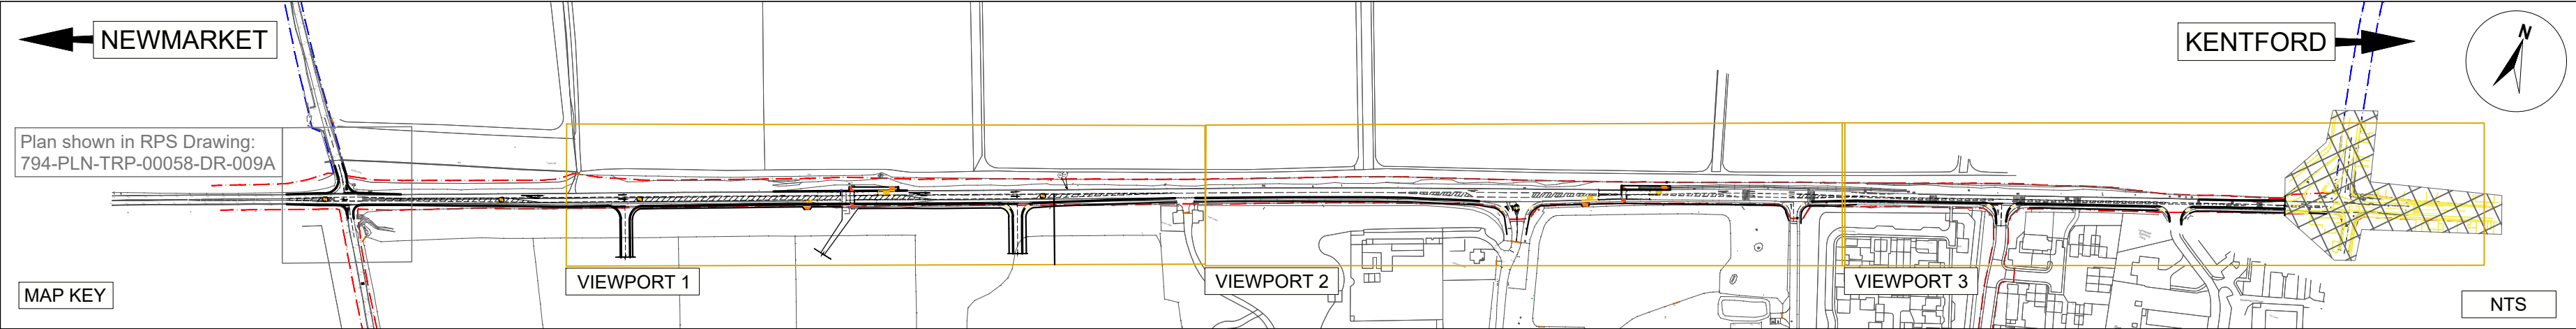 NEWMARKET
KENTFORD
N
Plan shown in RPS Drawing:
794-PLN-TRP-00058-DR-009A
VIEWPORT 1
VIEWPORT 2
VIEWPORT 3
MAP KEY
NTS